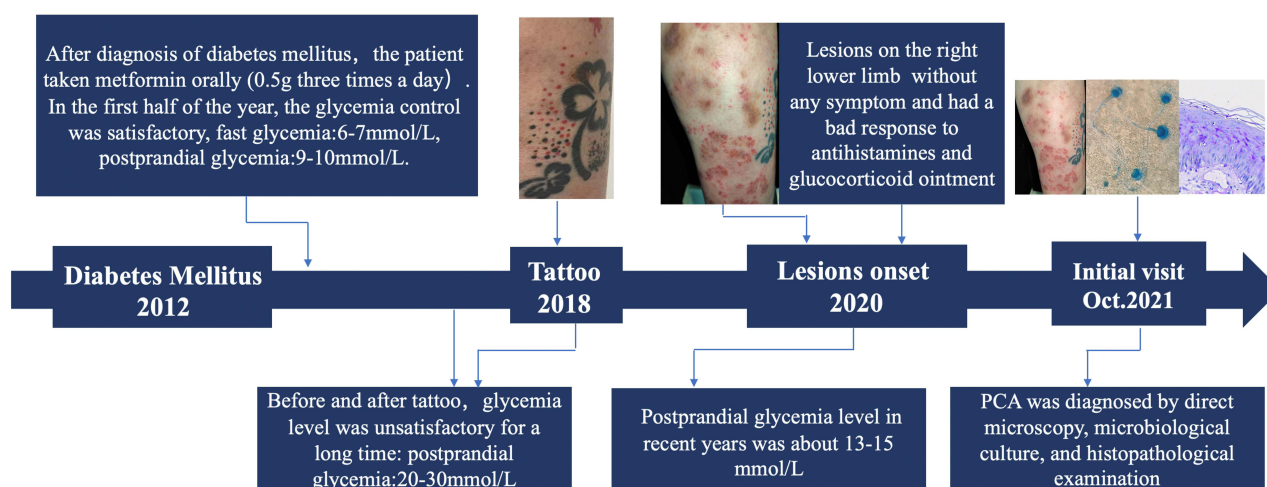 After diagnosis of diabetes mellitus, the patient
taken metformin orally (0.5g three times a day) .
In the first half of the year, the glycemia control
was satisfactory, fast glycemia:6-7mmol/L,
postprandial glycemia:9-10mmol/L.
Lesions on the right
lower limb without
any symptom and had a
bad response to
antihistamines and
glucocorticoid ointment
Diabetes Mellitus
2012
Tattoo
2018
Lesions onset
2020
Initial visit
Oct.2021
Before and after tattoo, glycemia
level was unsatisfactory for a
long time: postprandial
glycemia:20-30mmol/L
Postprandial glycemia level in
recent years was about 13-15
mmol/L
PCA was diagnosed by direct
microscopy, microbiological
culture, and histopathological
examination